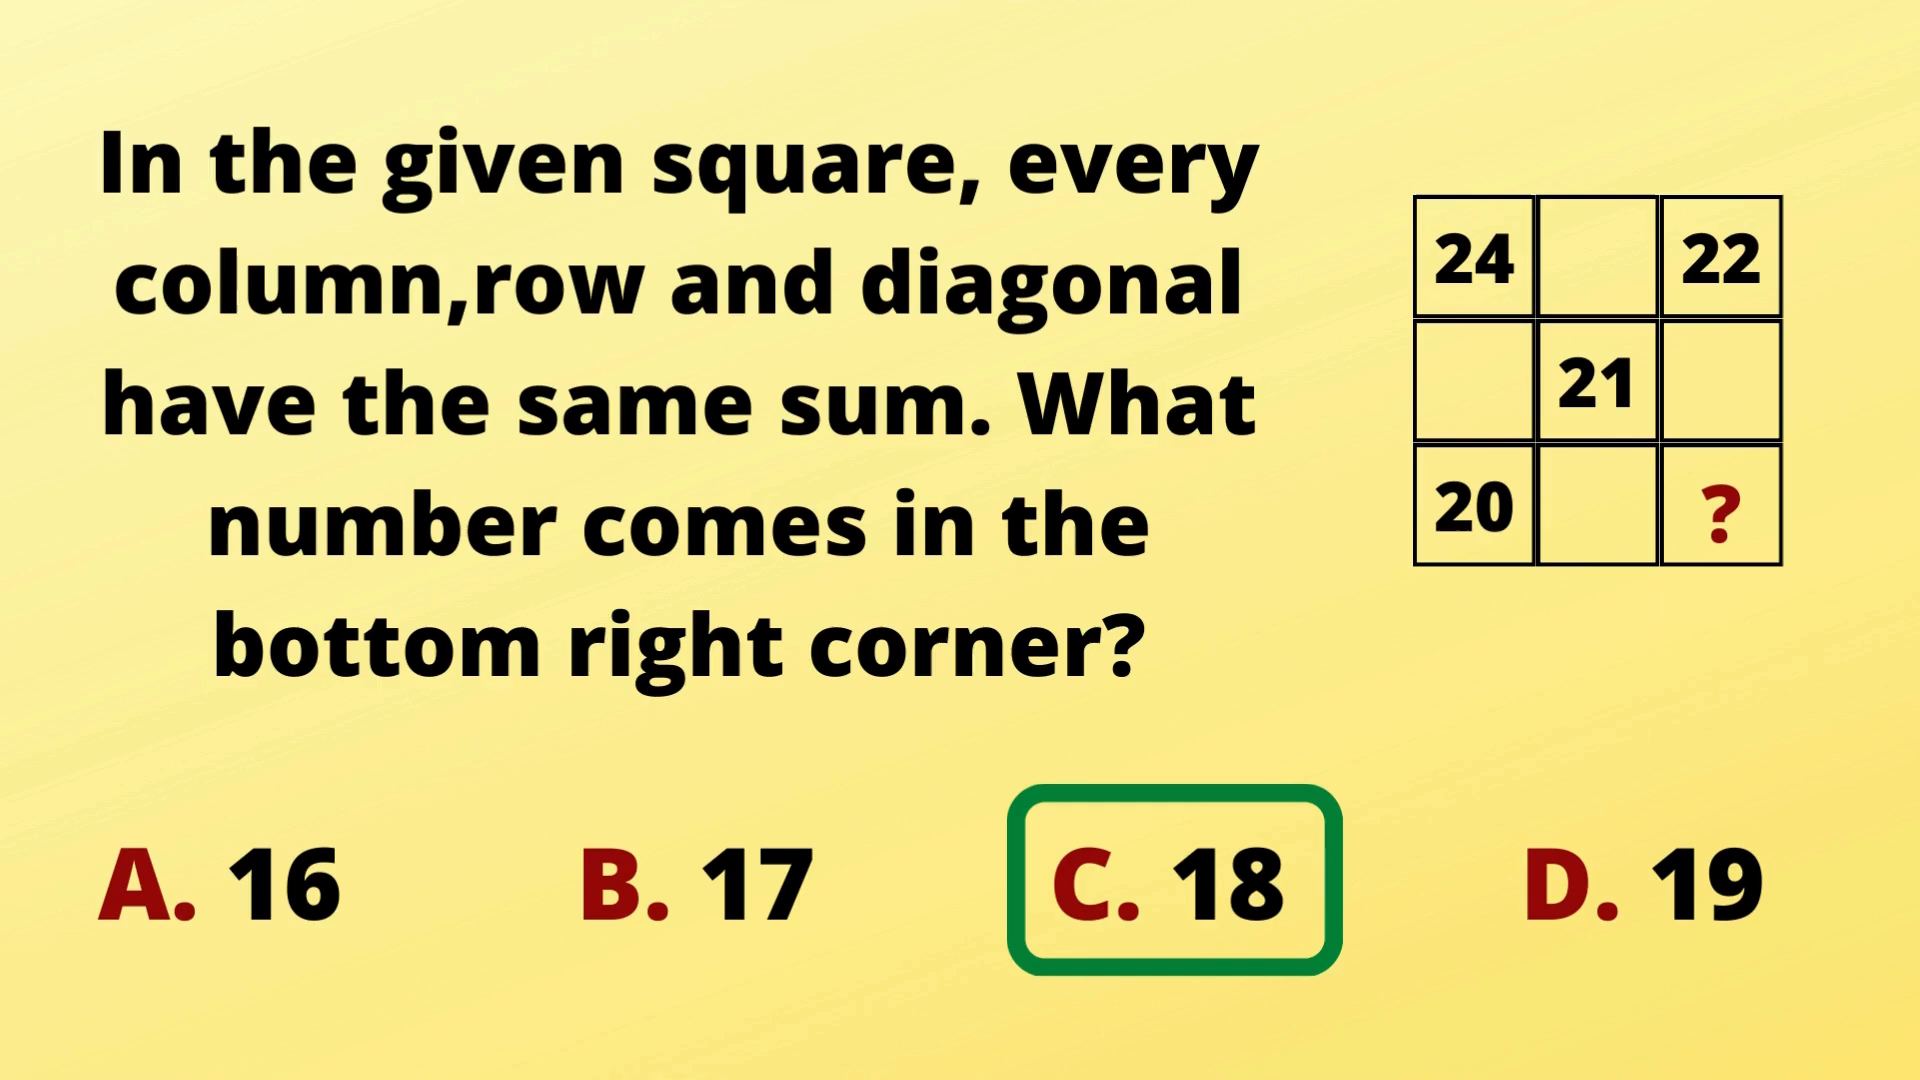 In the given square, every
column,row and diagonal
have the same sum. What
number comes in the
bottom right corner?
24 22
21
20 ?
A. 16 B. 17 C. 18 D. 19